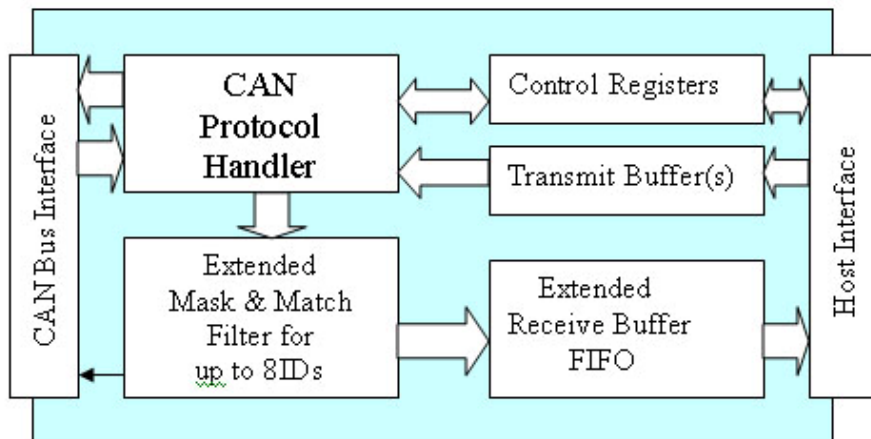 CAN Bus Interface
CAN
Protocol
Handler
Control Registers
Transmit Buffer(s)
Extended
Mask & Match
Filter for
up to 8IDs
Extended
Receive Buffer
FIFO
Host Interface